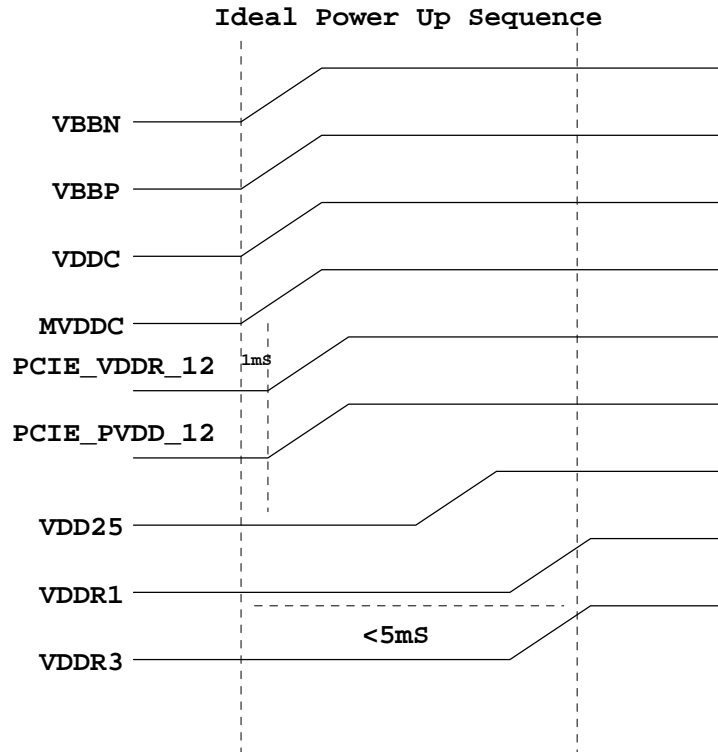 Ideal Power Up Sequence
VBBN
VBBP
VDDC
MVDDC
1mS
PCIE_VDDR_12
PCIE_PVDD_12
VDD25
VDDR1
<5mS
VDDR3